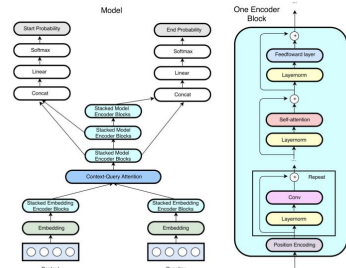 Model
One Encoder
Block
Start Probability
End Probability
Softmax
Softmax
Linear
Linear
Concat
Concat
Stacked Model
Encoder Blocks
Stacked Model
Encoder Blocks
Stacked Model
Encoder Blocks
Context-Query Attention
Stacked Embedding
Encoder Blocks
Stacked Embedding
Encoder Blocks
Embedding
Embedding
...
+
Feedfoward layer
Layernorm
+
Self-attention
Layernorm
...
+
Repeat
Conv
Layernorm
Position Encoding